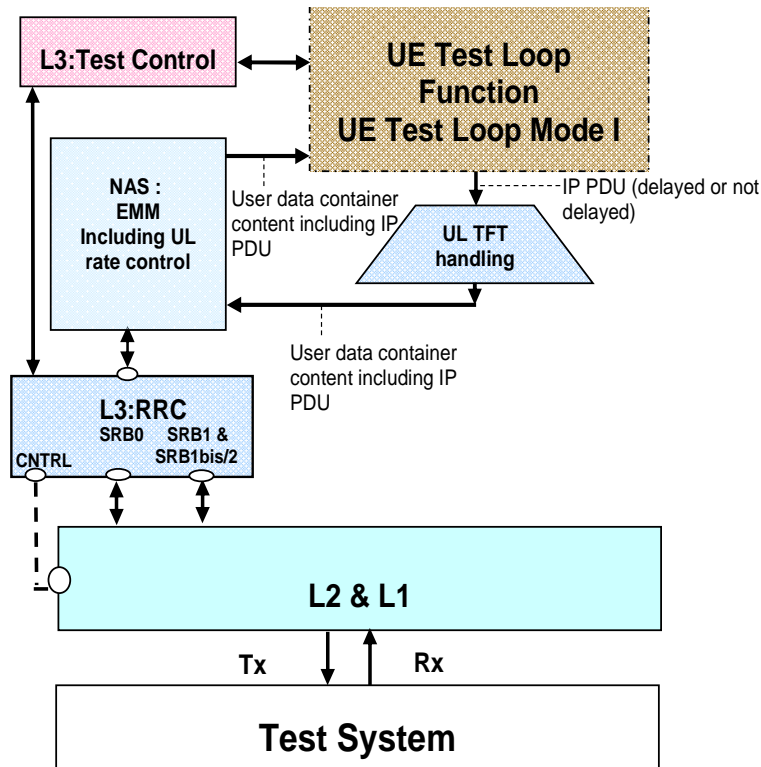 L3:Test Control
UE Test Loop
Function
UE Test Loop Mode I
NAS :
EMM
Including UL
rate control
User data container
content including IP
PDU
IP PDU (delayed or not
delayed)
UL TFT
handling
User data container
content including IP
PDU
L3:RRC
SRB0
SRB1 &
SRB1bis/2
CNTRL
L2 & L1
Tx
Rx
Test System